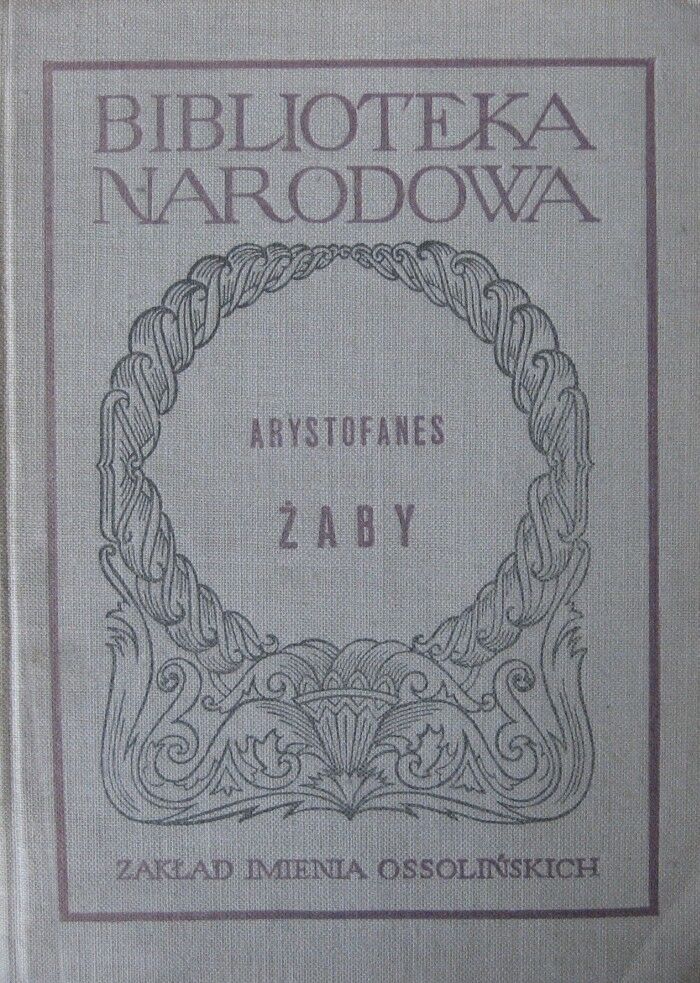 BIBLIOTEKA
NARODOWA
ARYSTOFANES
ŻABY
ZAKŁAD IMIENIA OSSOLIŃSKICH